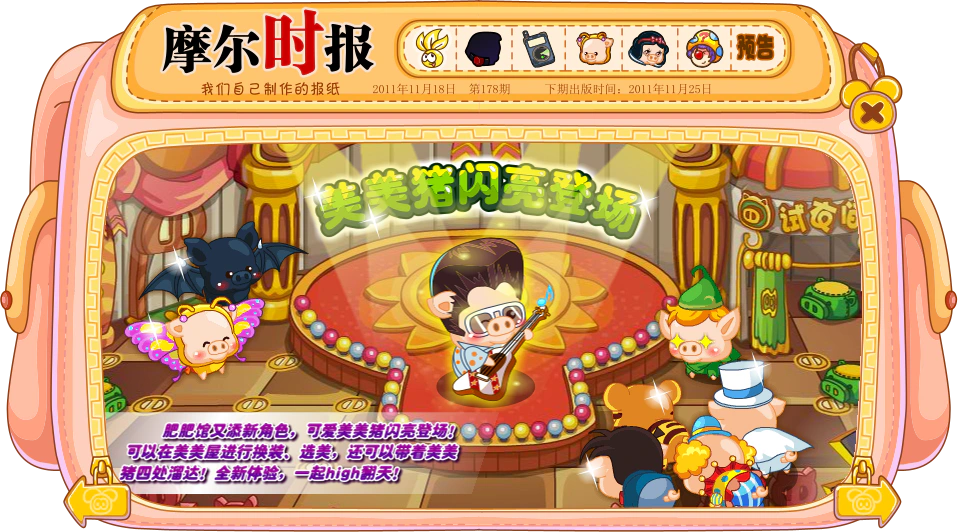 摩尔时报
预告
我们自己制作的报纸 2011年11月18日 第178期 下期出版时间：2011年11月25日
美美猪闪亮登场
试衣间
肥肥馆又添新角色，可爱美美猪闪亮登场！
可以在美美屋进行换装、选美，还可以带着美美
猪四处溜达！全新体验，一起high翻天！